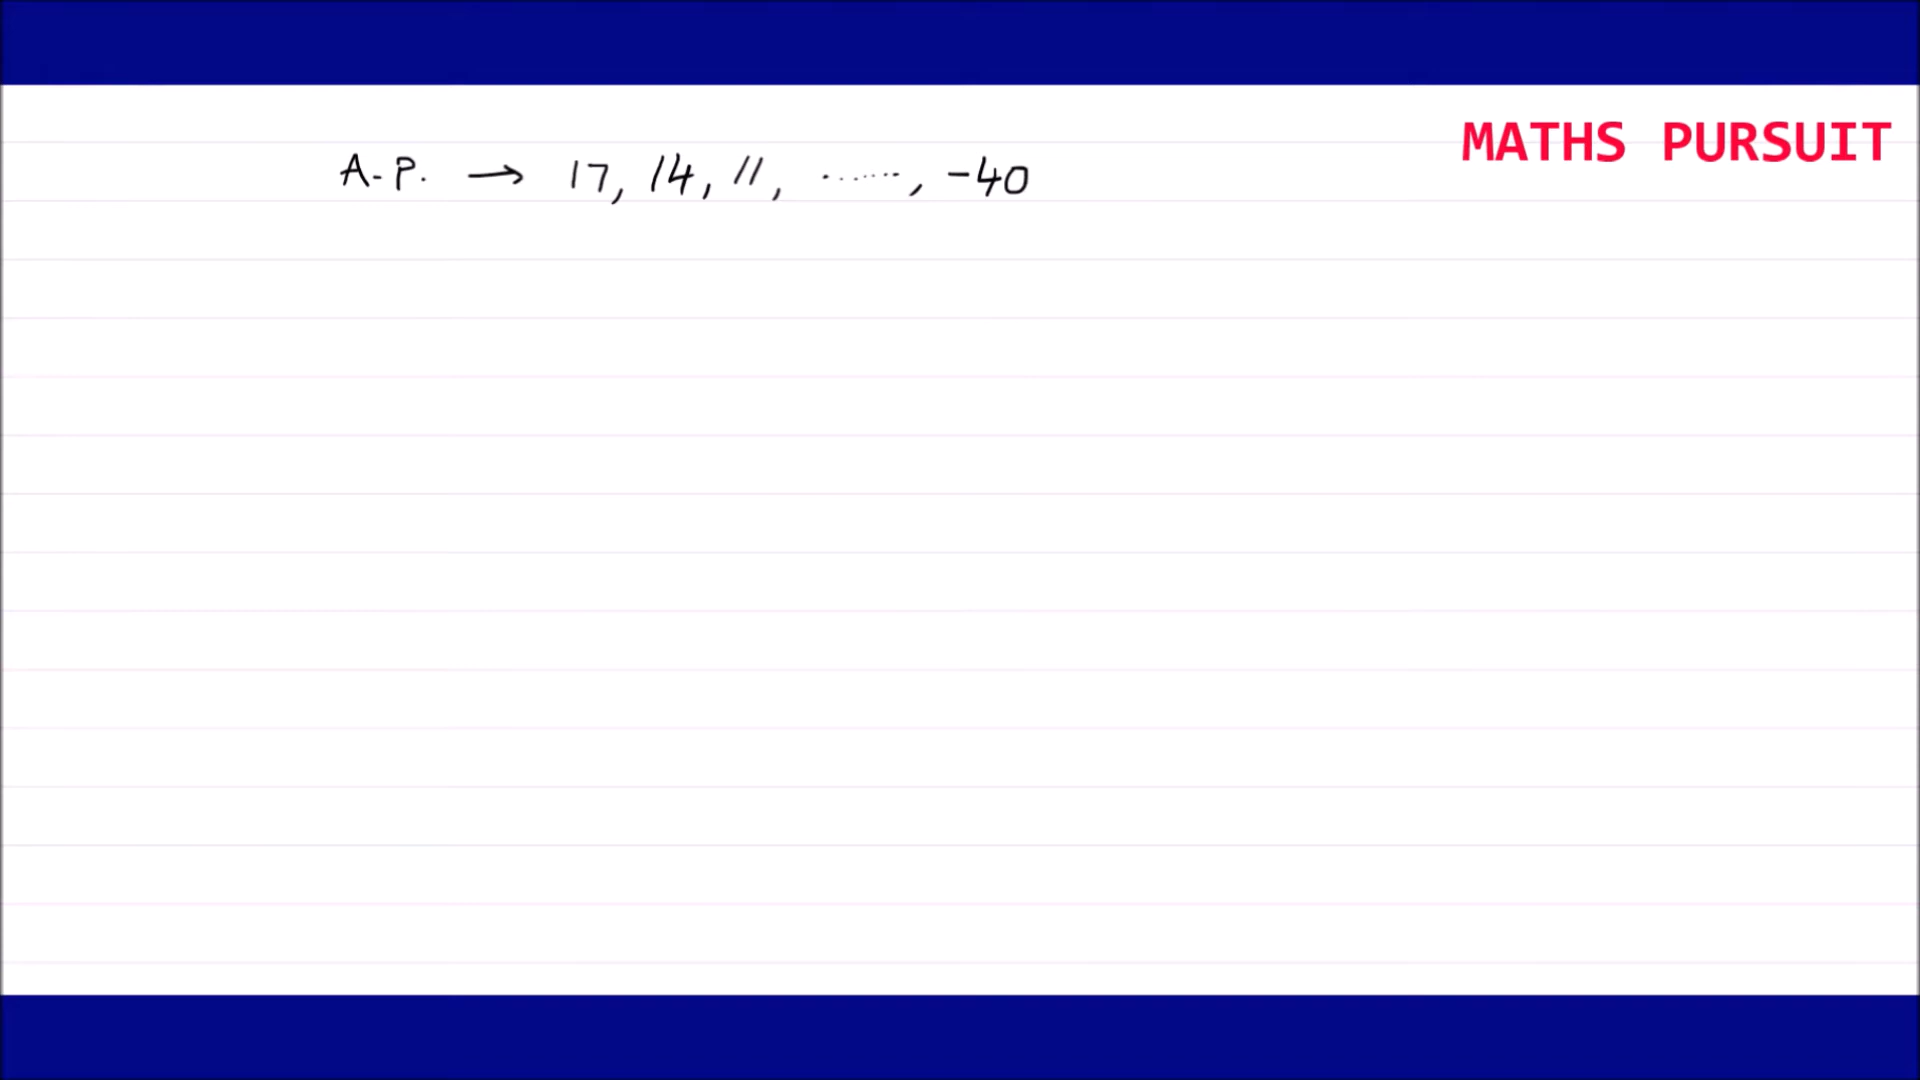 MATHS PURSUIT
A.P. → 17, 14, 11, ......., -40